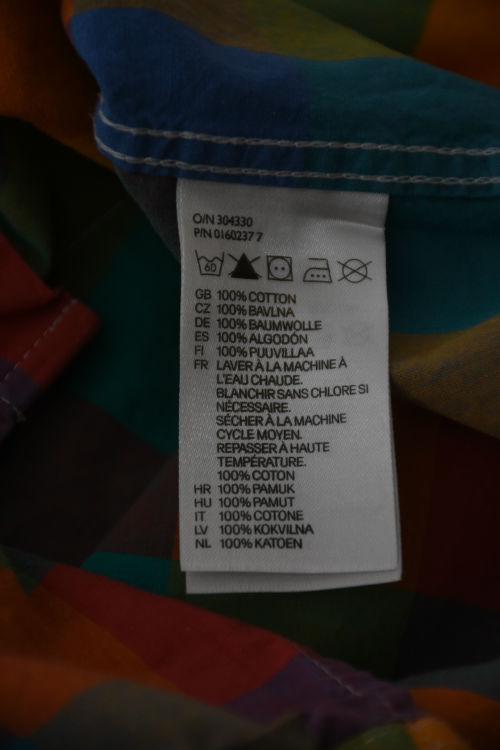 O/N 304330
P/N 0160237 7
60
GB 100% COTTON
CZ 100% BAVLNA
DE 100% BAUMWOLLE
ES 100% ALGODÓN
FI 100% PUUVILLAA
FR LAVER À LA MACHINE À
L'EAU CHAUDE.
BLANCHIR SANS CHLORE SI
NÉCESSAIRE.
SÉCHER À LA MACHINE
CYCLE MOYEN.
REPASSER À HAUTE
TEMPÉRATURE.
100% COTON
HR 100% PAMUK
HU 100% PAMUT
IT 100% COTONE
LV 100% KOKVILNA
NL 100% KATOEN